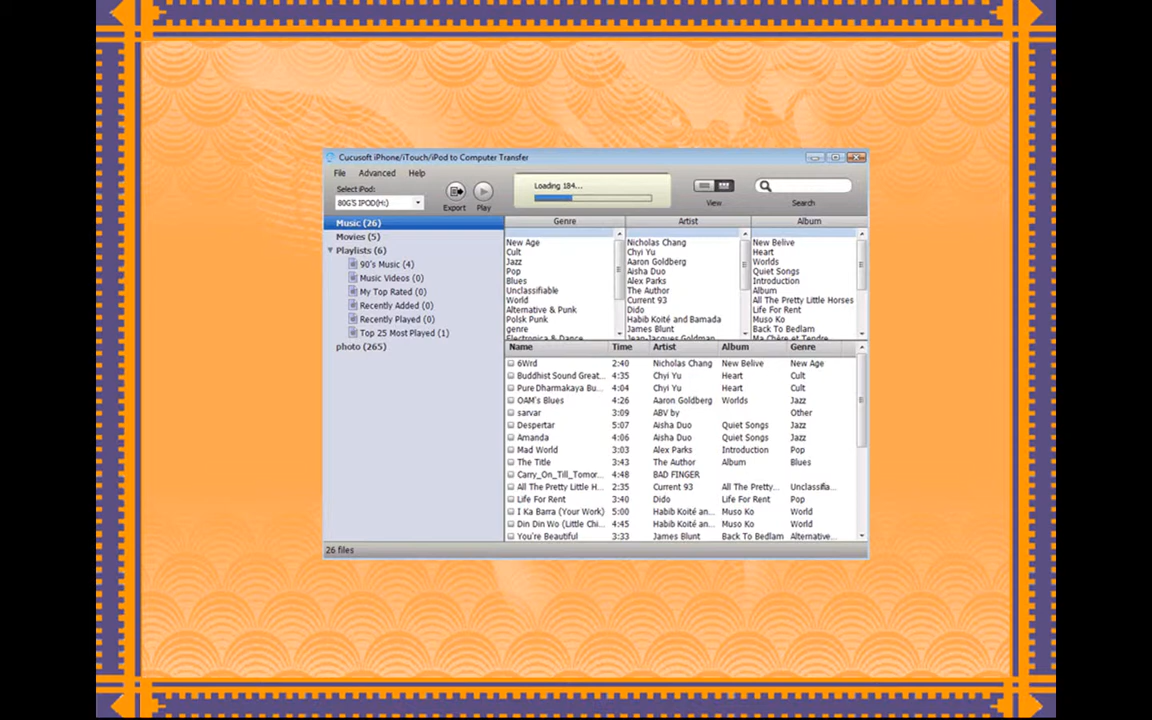 Cucusoft iPhone/iTouch/iPod to Computer Transfer
File Advanced Help
Select iPod:
80G'S IPOD(H:)
Export Play
Loading 184...
View
Search
Music (26)
Movies (5)
Playlists (6)
90's Music (4)
Music Videos (0)
My Top Rated (0)
Recently Added (0)
Recently Played (0)
Top 25 Most Played (1)
photo (265)
Genre Artist Album
New Age Nicholas Chang New Belive
Cult Chyi Yu Heart
Jazz Aaron Goldberg Worlds
Pop Aisha Duo Quiet Songs
Blues Alex Parks Introduction
Unclassifiable The Author Album
World Current 93 All The Pretty Little Horses
Alternative & Punk Dido Life For Rent
Polsk Punk Habib Koité and Bamada Muso Ko
genre James Blunt Back To Bedlam
Electronica & Dance Jean-Jacques Goldman Ma Chère et Tendre
Name Time Artist Album Genre
6Wrd 2:40 Nicholas Chang New Belive New Age
Buddhist Sound Great... 4:35 Chyi Yu Heart Cult
Pure Dharmakaya Bu... 4:04 Chyi Yu Heart Cult
OAM's Blues 4:26 Aaron Goldberg Worlds Jazz
sarvar 3:09 ABV by Other
Despertar 5:07 Aisha Duo Quiet Songs Jazz
Amanda 4:06 Aisha Duo Quiet Songs Jazz
Mad World 3:03 Alex Parks Introduction Pop
The Title 3:43 The Author Album Blues
Carry_On_Till_Tomor... 4:48 BAD FINGER
All The Pretty Little H... 2:35 Current 93 All The Pretty... Unclassifia...
Life For Rent 3:40 Dido Life For Rent Pop
I Ka Barra (Your Work) 5:00 Habib Koité an... Muso Ko World
Din Din Wo (Little Chi... 4:45 Habib Koité an... Muso Ko World
You're Beautiful 3:33 James Blunt Back To Bedlam Alternative...
26 files